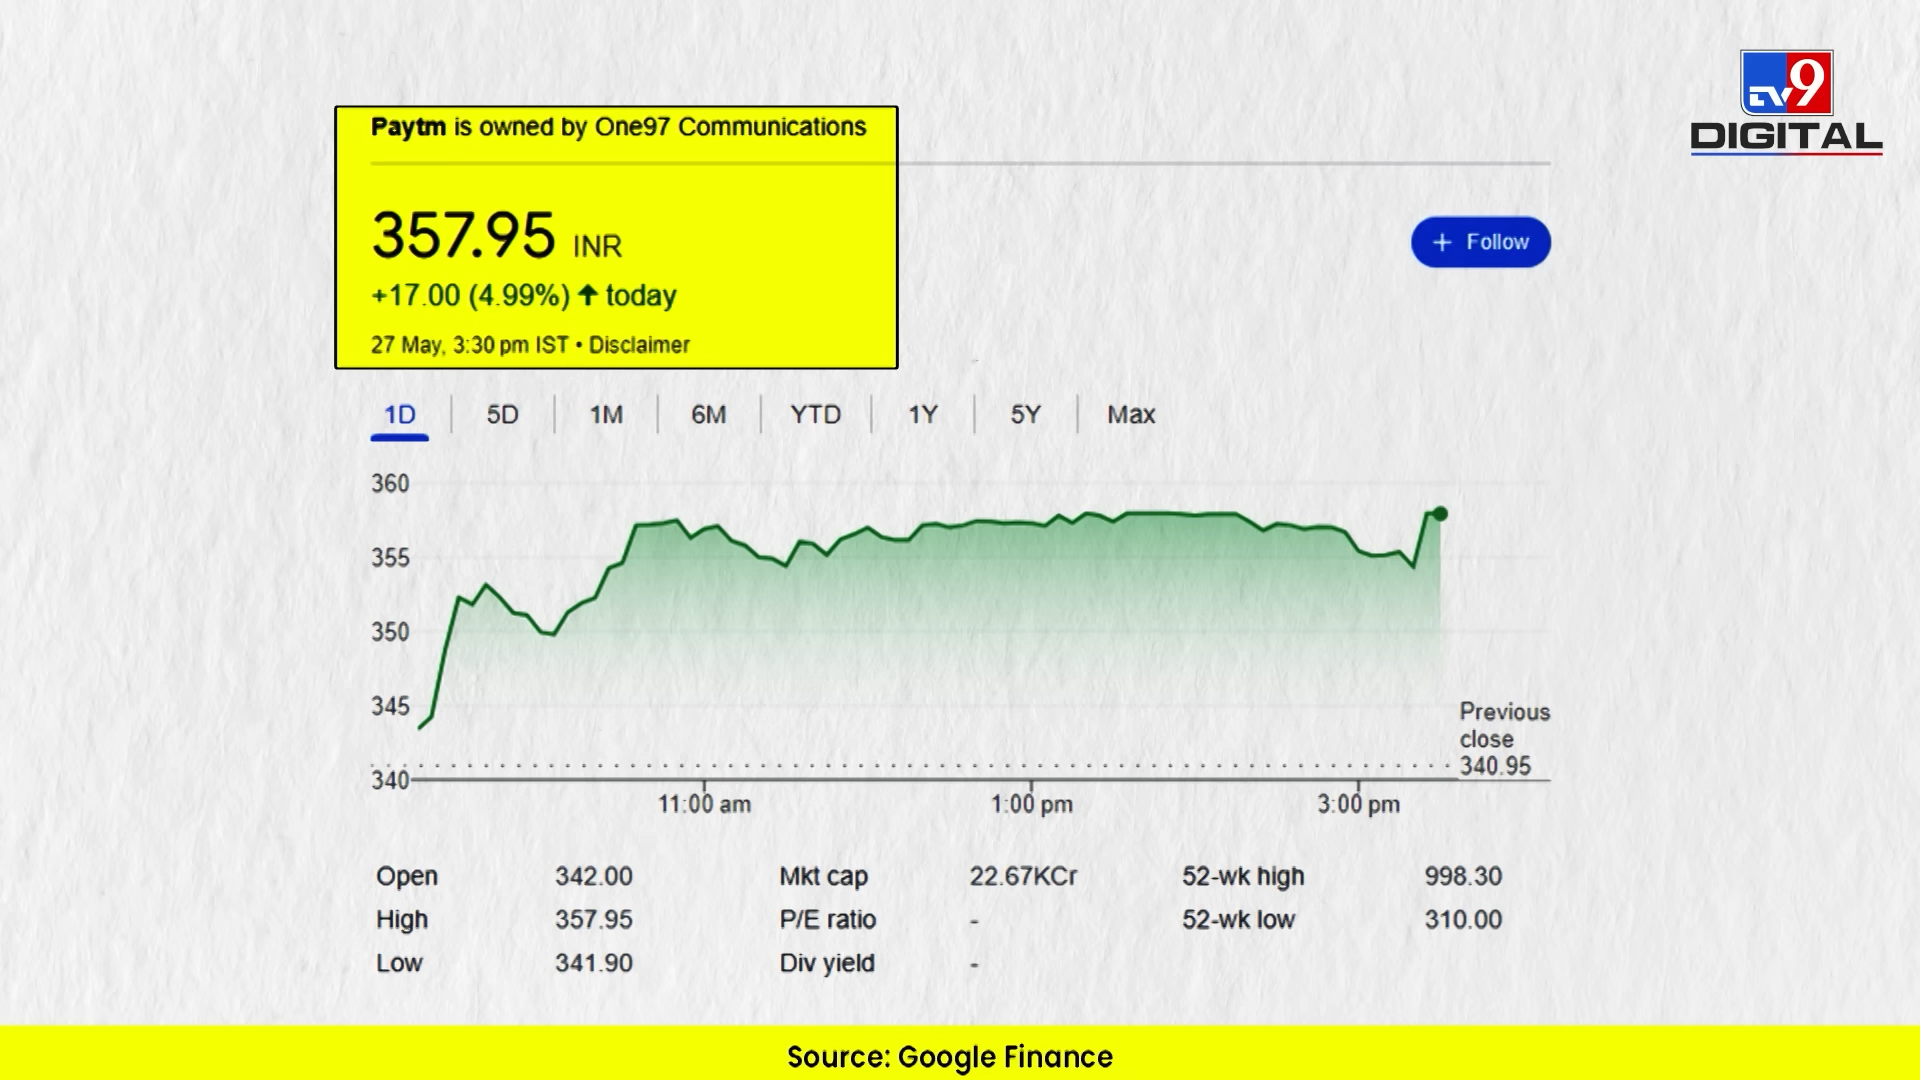 TV9
DIGITAL
Paytm is owned by One97 Communications
357.95 INR
+ Follow
+17.00 (4.99%) ↑ today
27 May, 3:30 pm IST • Disclaimer
1D 5D 1M 6M YTD 1Y 5Y Max
360
355
350
345
340
Previous
close
340.95
11:00 am 1:00 pm 3:00 pm
Open 342.00 Mkt cap 22.67KCr 52-wk high 998.30
High 357.95 P/E ratio - 52-wk low 310.00
Low 341.90 Div yield -
Source: Google Finance